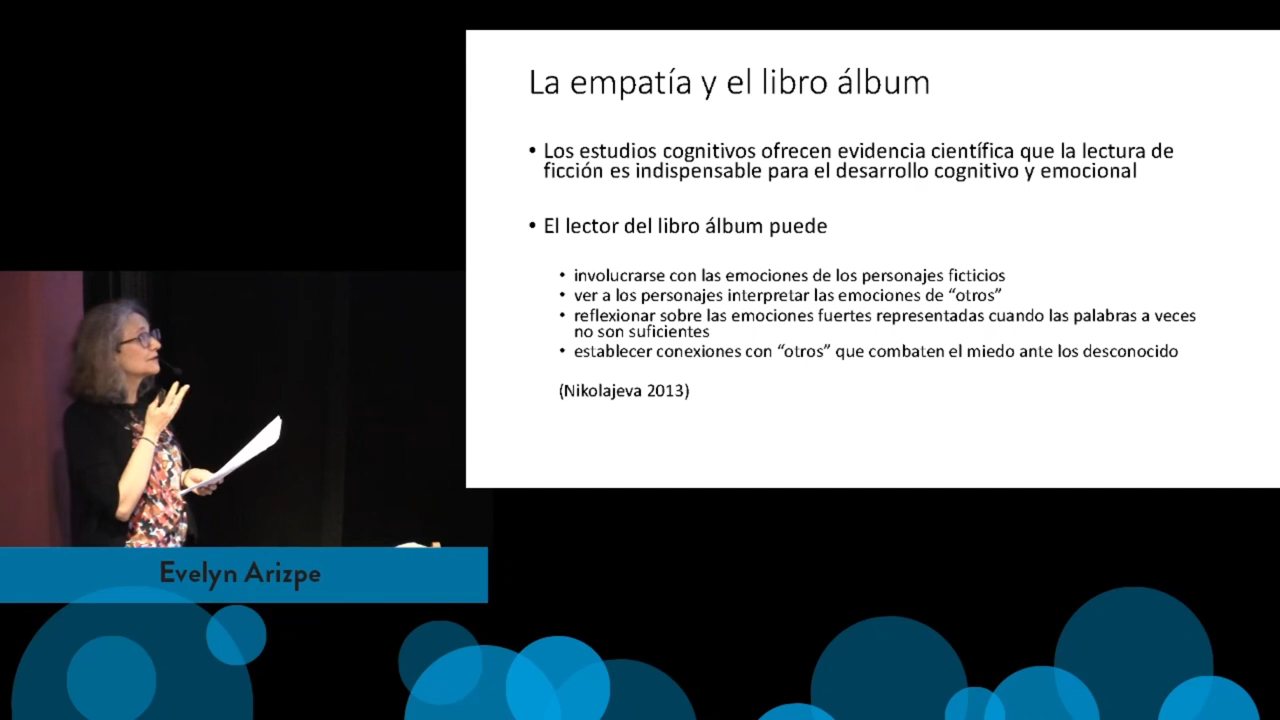 La empatía y el libro álbum
• Los estudios cognitivos ofrecen evidencia científica que la lectura de
ficción es indispensable para el desarrollo cognitivo y emocional
• El lector del libro álbum puede
• involucrarse con las emociones de los personajes ficticios
• ver a los personajes interpretar las emociones de “otros”
• reflexionar sobre las emociones fuertes representadas cuando las palabras a veces
no son suficientes
• establecer conexiones con “otros” que combaten el miedo ante los desconocido
(Nikolajeva 2013)
Evelyn Arizpe